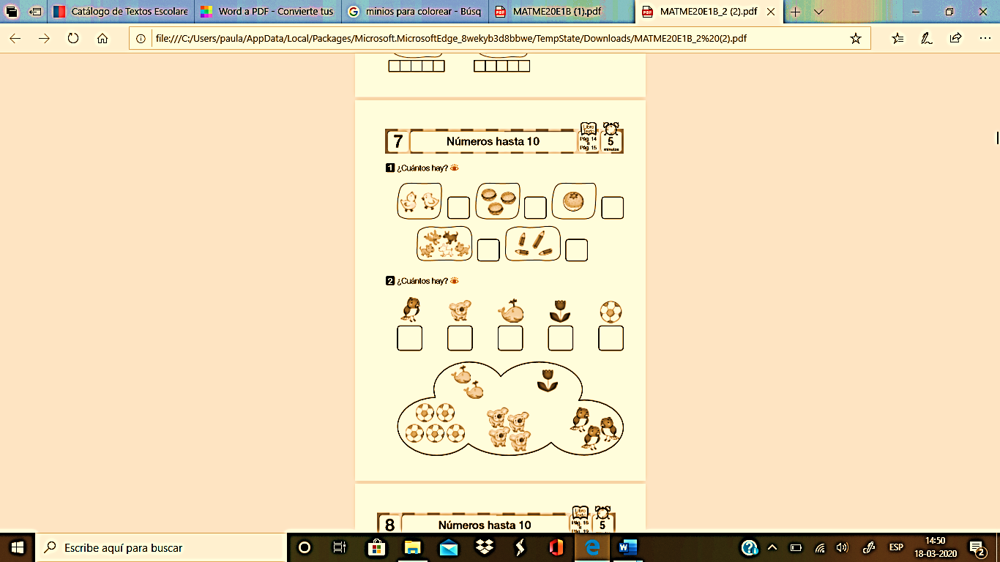 Catálogo de Textos Escolare
Word a PDF - Convierte tus
minios para colorear - Búsq
MATME20E1B (1).pdf
MATME20E1B_2 (2).pdf
file:///C:/Users/paula/AppData/Local/Packages/Microsoft.MicrosoftEdge_8wekyb3d8bbwe/TempState/Downloads/MATME20E1B_2%20(2).pdf
7
Números hasta 10
Libro
Texto
Pág. 14
a
Pág. 15
5
minutos
1 ¿Cuántos hay?
2 ¿Cuántos hay?
8
Números hasta 10
Libro
Texto
Pág. 16
5
Escribe aquí para buscar
ESP
14:50
18-03-2020
2